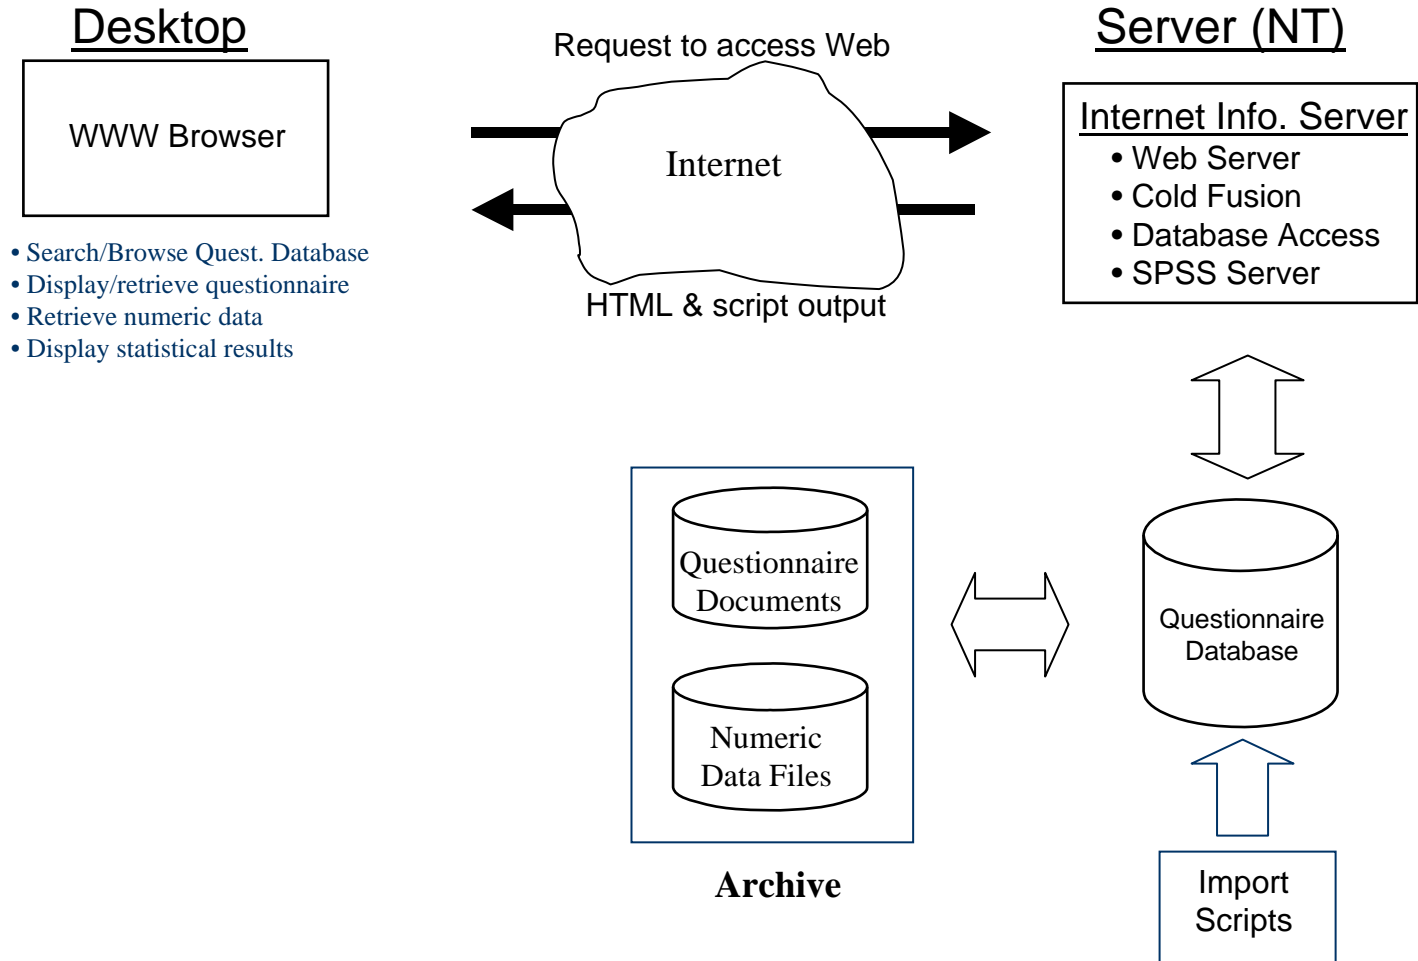 Desktop
WWW Browser
• Search/Browse Quest. Database
• Display/retrieve questionnaire
• Retrieve numeric data
• Display statistical results
Request to access Web
Internet
HTML & script output
Server (NT)
Internet Info. Server
• Web Server
• Cold Fusion
• Database Access
• SPSS Server
Questionnaire
Documents
Numeric
Data Files
Archive
Questionnaire
Database
Import
Scripts